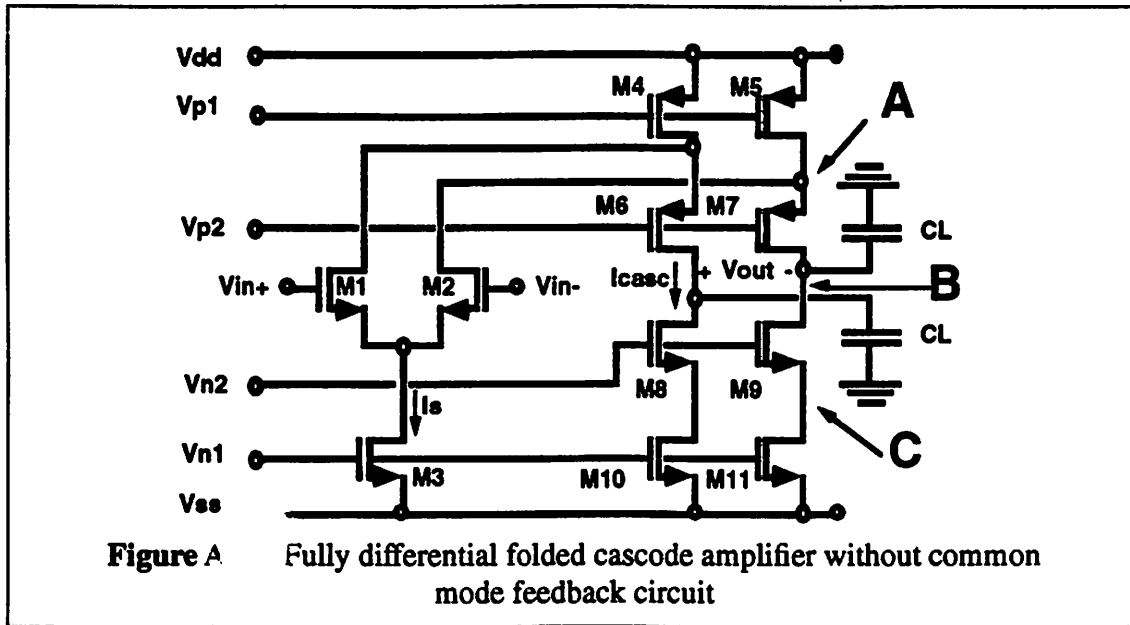 Vdd
M4
M5
Vp1
A
M6
M7
Vp2
CL
Icasc
+ Vout -
B
Vin+
M1
M2
Vin-
CL
Vn2
M8
M9
Is
Vn1
C
M3
M10
M11
Vss
Figure A Fully differential folded cascode amplifier without common
mode feedback circuit